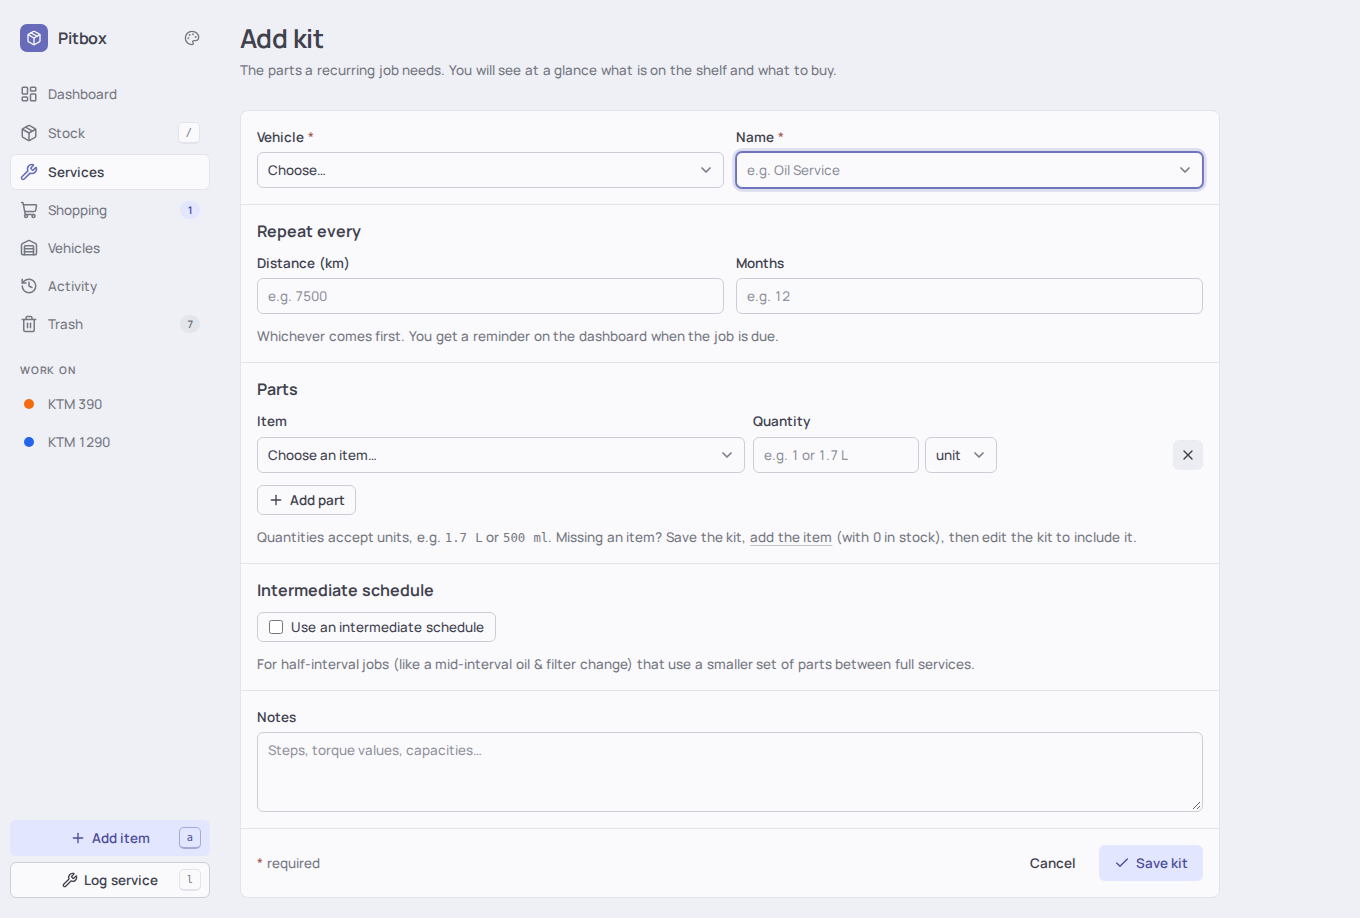 Pitbox
Dashboard
Stock /
Services
Shopping 1
Vehicles
Activity
Trash 7
WORK ON
KTM 390
KTM 1290
Add item a
Log service l
Add kit
The parts a recurring job needs. You will see at a glance what is on the shelf and what to buy.
Vehicle * Name *
Choose... e.g. Oil Service
Repeat every
Distance (km) Months
e.g. 7500 e.g. 12
Whichever comes first. You get a reminder on the dashboard when the job is due.
Parts
Item Quantity
Choose an item... e.g. 1 or 1.7 L unit
Add part
Quantities accept units, e.g. 1.7 L or 500 ml. Missing an item? Save the kit, add the item (with 0 in stock), then edit the kit to include it.
Intermediate schedule
Use an intermediate schedule
For half-interval jobs (like a mid-interval oil & filter change) that use a smaller set of parts between full services.
Notes
Steps, torque values, capacities...
* required Cancel Save kit